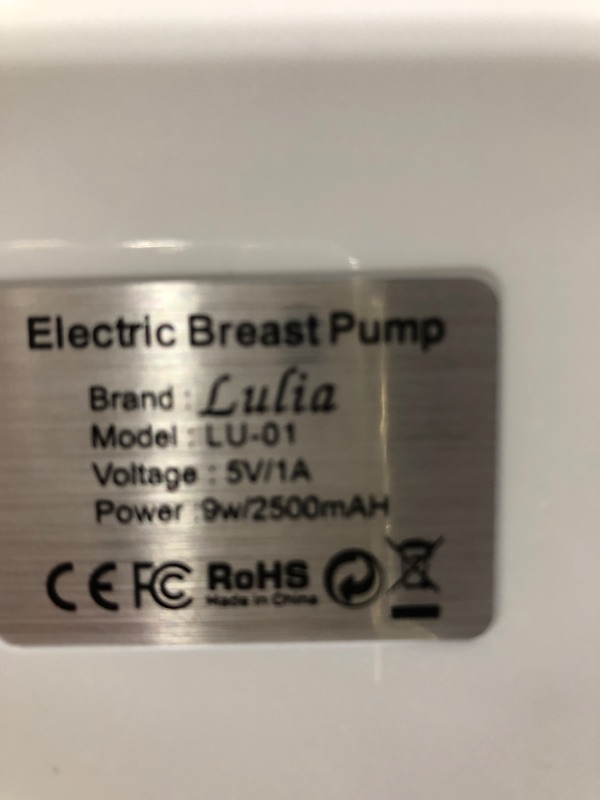 Electric Breast Pump
Brand : Lulia
Model : LU-01
Voltage : 5V/1A
Power :9w/2500mAH
CE FC RoHS
Made in China